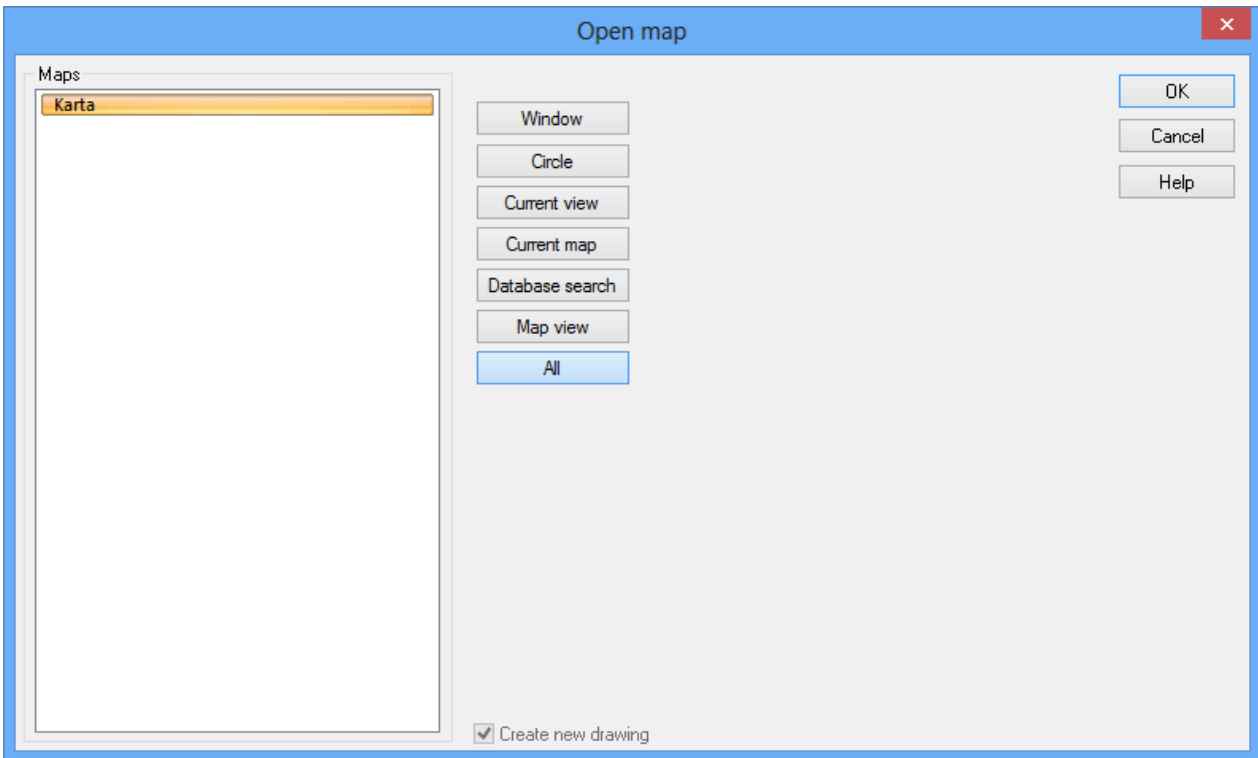 Open map
Maps
Karta
Window
Circle
Current view
Current map
Database search
Map view
All
OK
Cancel
Help
Create new drawing